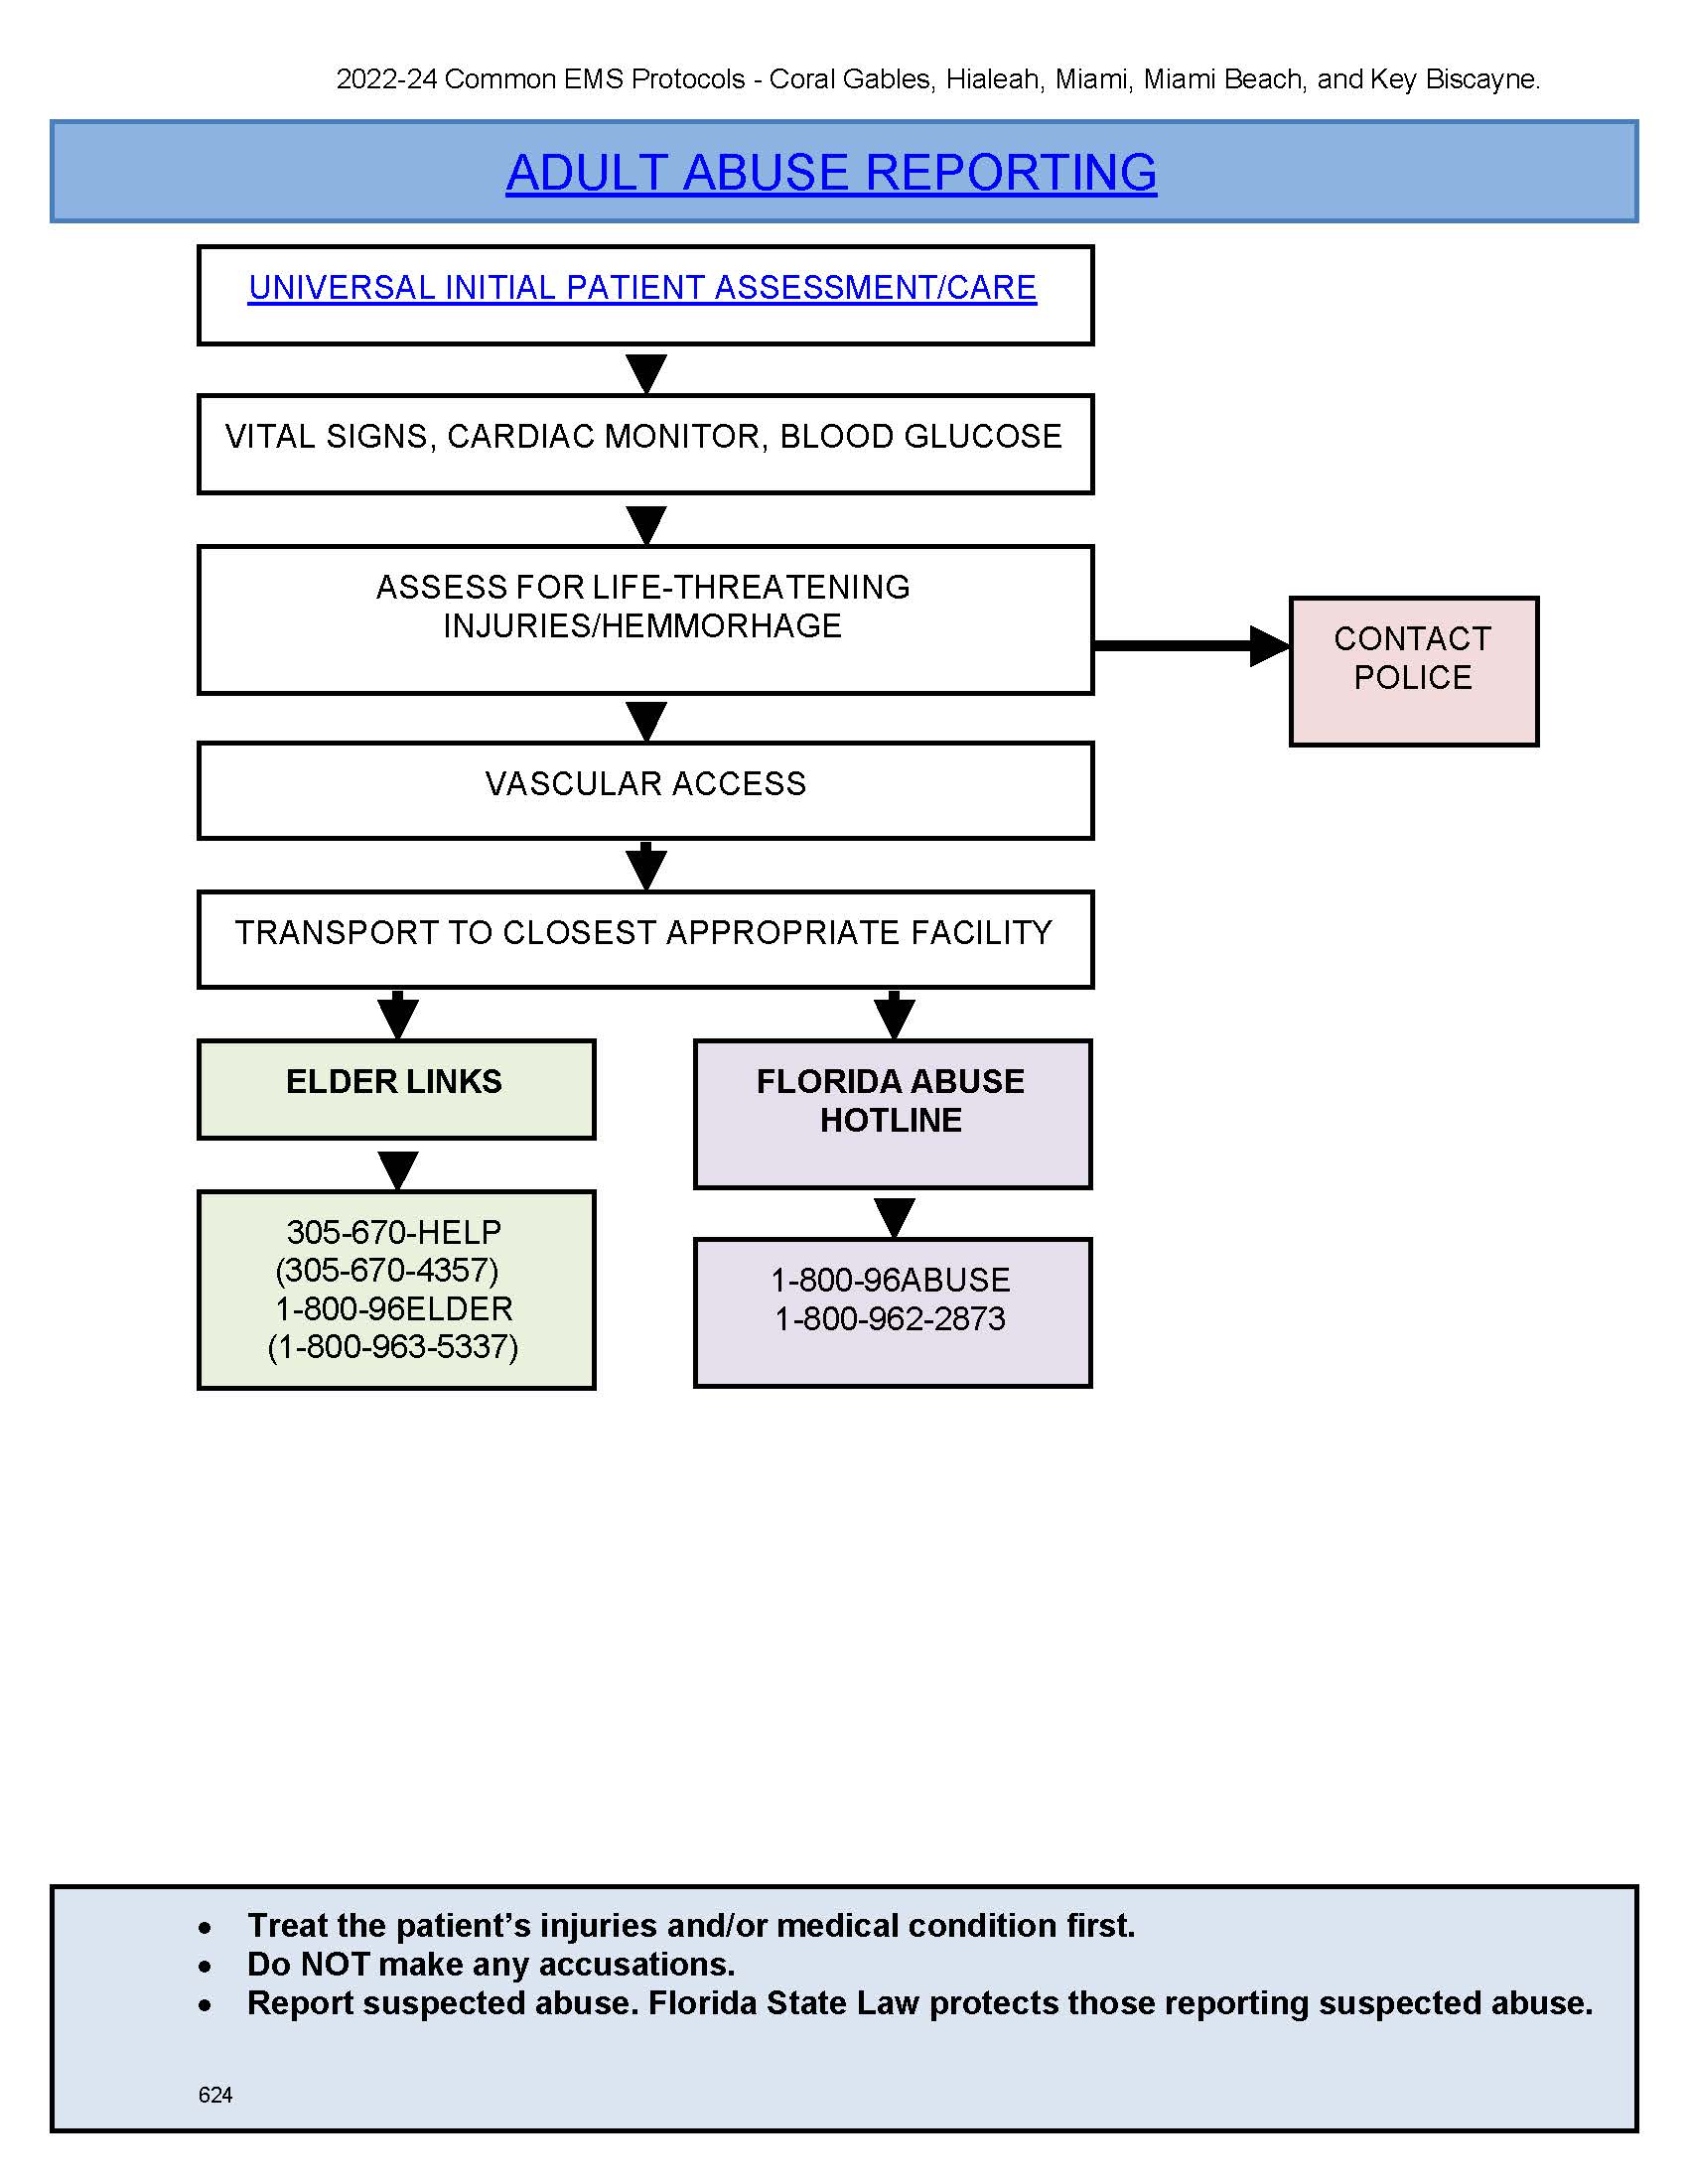 2022-24 Common EMS Protocols - Coral Gables, Hialeah, Miami, Miami Beach, and Key Biscayne.
ADULT ABUSE REPORTING
UNIVERSAL INITIAL PATIENT ASSESSMENT/CARE
VITAL SIGNS, CARDIAC MONITOR, BLOOD GLUCOSE
ASSESS FOR LIFE-THREATENING
INJURIES/HEMMORHAGE
CONTACT
POLICE
VASCULAR ACCESS
TRANSPORT TO CLOSEST APPROPRIATE FACILITY
ELDER LINKS
305-670-HELP
(305-670-4357)
1-800-96ELDER
(1-800-963-5337)
FLORIDA ABUSE
HOTLINE
1-800-96ABUSE
1-800-962-2873
• Treat the patient’s injuries and/or medical condition first.
• Do NOT make any accusations.
• Report suspected abuse. Florida State Law protects those reporting suspected abuse.
624